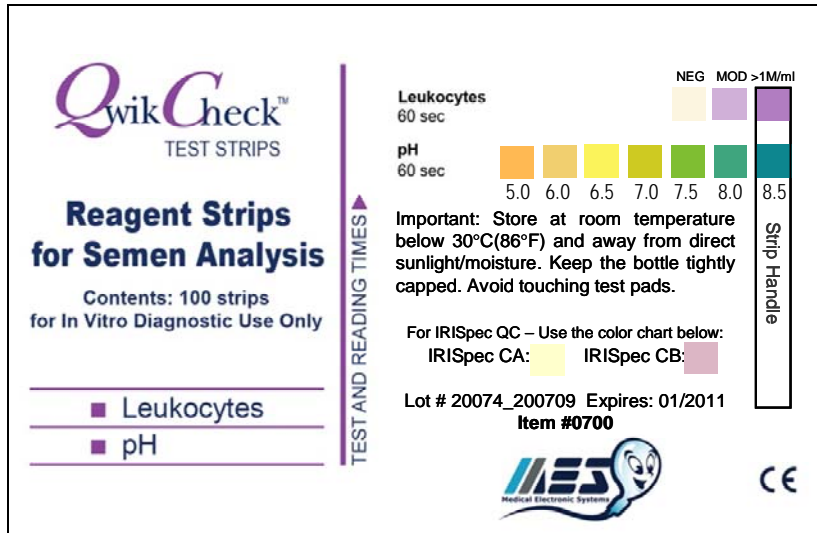 QwikCheck™
TEST STRIPS
Reagent Strips
for Semen Analysis
Contents: 100 strips
for In Vitro Diagnostic Use Only
Leukocytes
pH
TEST AND READING TIMES
NEG MOD >1M/ml
Leukocytes
60 sec
pH
60 sec
5.0 6.0 6.5 7.0 7.5 8.0 8.5
Strip Handle
Important: Store at room temperature
below 30°C(86°F) and away from direct
sunlight/moisture. Keep the bottle tightly
capped. Avoid touching test pads.
For IRISpec QC – Use the color chart below:
IRISpec CA: IRISpec CB:
Lot # 20074_200709 Expires: 01/2011
Item #0700
MES
Medical Electronic Systems
CE